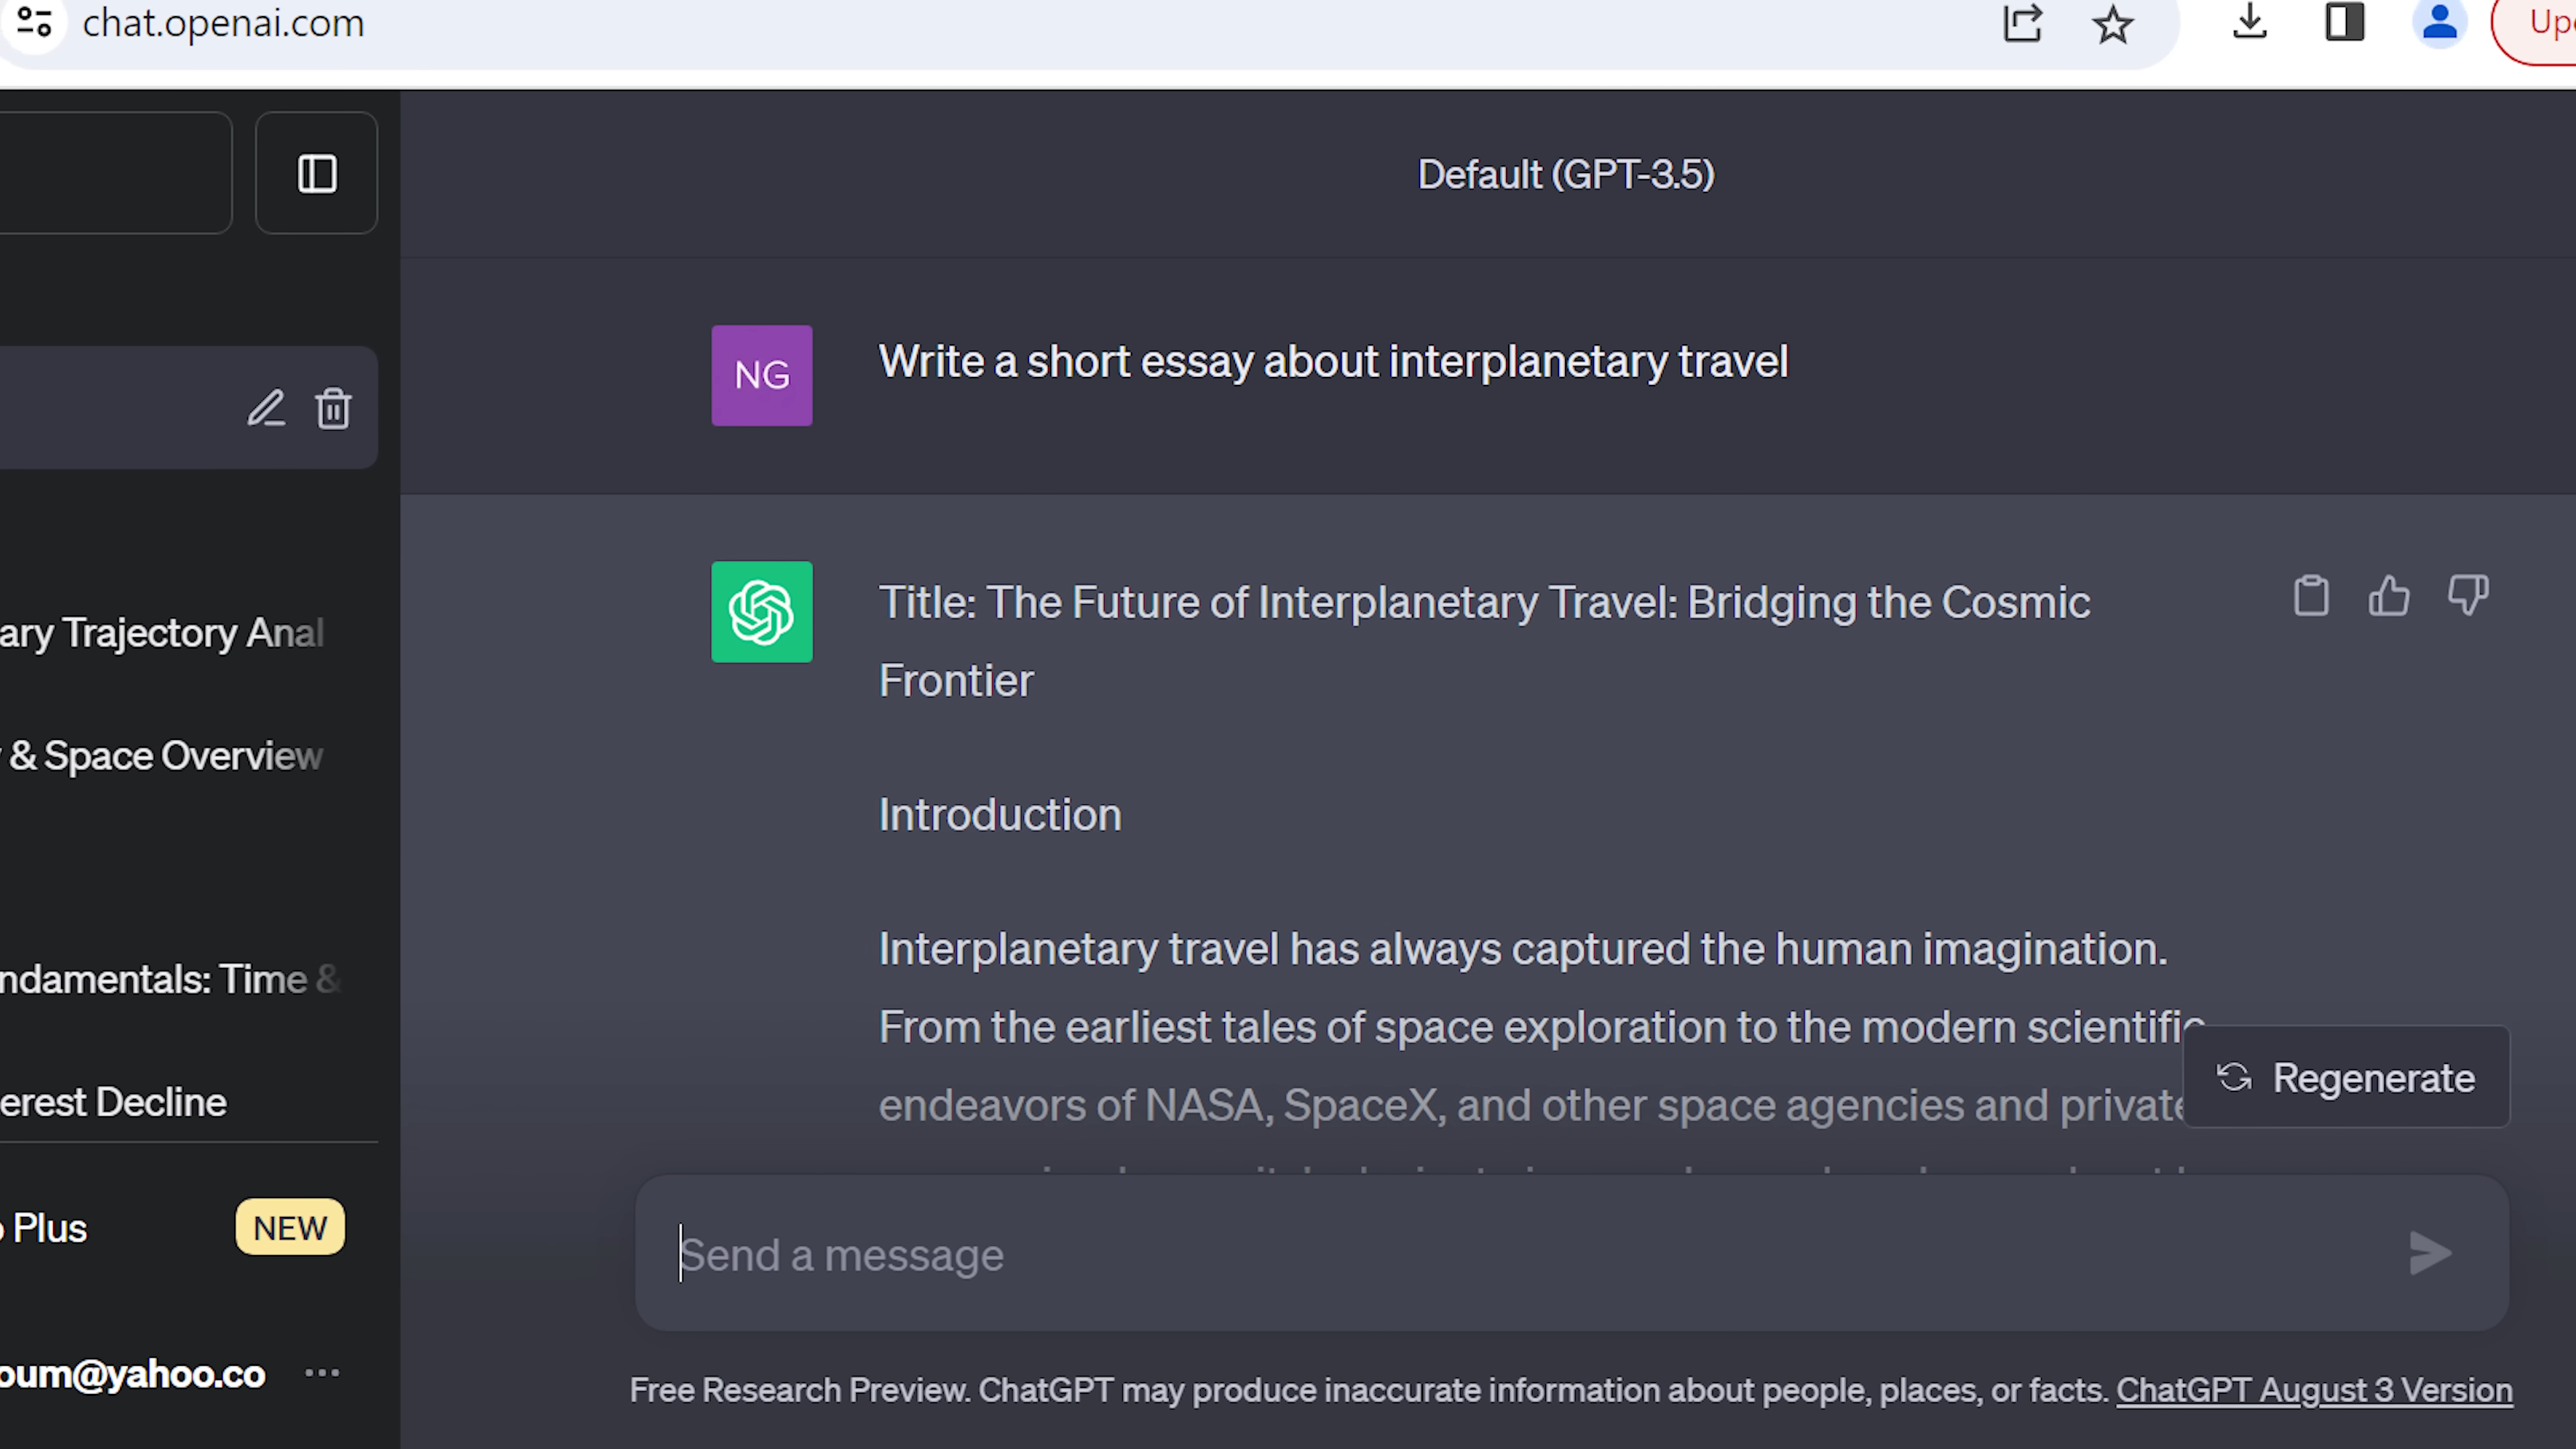 chat.openai.com
Default (GPT-3.5)
NG
Write a short essay about interplanetary travel
Title: The Future of Interplanetary Travel: Bridging the Cosmic
Frontier
Introduction
Interplanetary travel has always captured the human imagination.
From the earliest tales of space exploration to the modern scientific
endeavors of NASA, SpaceX, and other space agencies and private
Regenerate
Send a message
Free Research Preview. ChatGPT may produce inaccurate information about people, places, or facts. ChatGPT August 3 Version
ary Trajectory Anal
& Space Overview
ndamentals: Time &
erest Decline
Plus
NEW
oum@yahoo.co